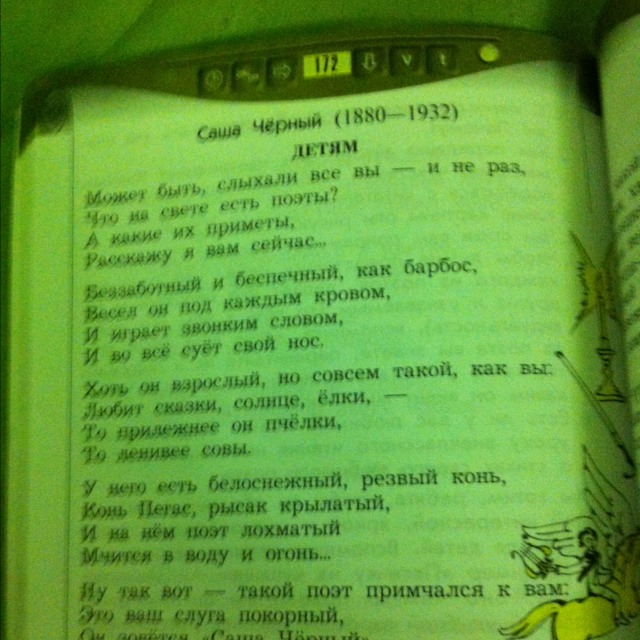 172
Саша Чёрный (1880—1932)
ДЕТЯМ
Может быть, слыхали все вы — и не раз,
Что на свете есть поэты?
А какие их приметы,
Расскажу я вам сейчас...
Беззаботный и беспечный, как барбос,
Весел он под каждым кровом,
И играет звонким словом,
И во всё суёт свой нос.
Хоть он взрослый, но совсем такой, как вы:
Любит сказки, солнце, ёлки, —
То прилежнее он пчёлки,
То ленивее совы.
У него есть белоснежный, резвый конь,
Конь Пегас, рысак крылатый,
И на нём поэт лохматый
Мчится в воду и огонь...
Ну так вот — такой поэт примчался к вам:
Это ваш слуга покорный,
Он зовётся «Саша Чёрный»